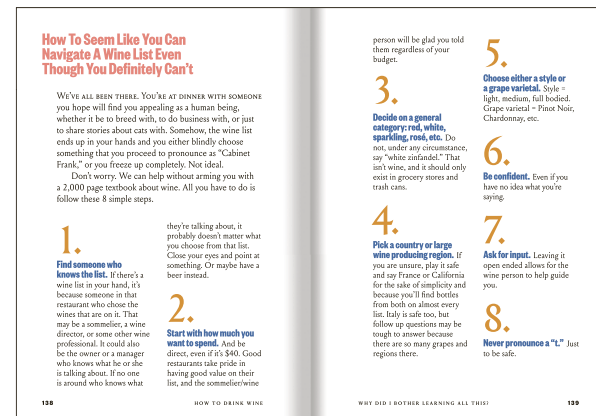 How To Seem Like You Can
Navigate A Wine List Even
Though You Definitely Can't
We've all been there. You're at dinner with someone
you hope will find you appealing as a human being,
whether it be to breed with, to do business with, or just
to share stories about cats with. Somehow, the wine list
ends up in your hands and you either blindly choose
something that you proceed to pronounce as "Cabinet
Frank," or you freeze up completely. Not ideal.
Don't worry. We can help without arming you with
a 2,000 page textbook about wine. All you have to do is
follow these 8 simple steps.
1.
Find someone who
knows the list. If there's a
wine list in your hand, it's
because someone in that
restaurant who chose the
wines that are on it. That
may be a sommelier, a wine
director, or some other wine
professional. It could also
be the owner or a manager
who knows what he or she
is talking about. If no one
is around who knows what
they're talking about, it
probably doesn't matter what
you choose from that list.
Close your eyes and point at
something. Or maybe have a
beer instead.
2.
Start with how much you
want to spend. And be
direct, even if it's $40. Good
restaurants take pride in
having good value on their
list, and the sommelier/wine
138
HOW TO DRINK WINE
person will be glad you told
them regardless of your
budget.
3.
Decide on a general
category: red, white,
sparkling, rosé, etc. Do
not, under any circumstance,
say "white zinfandel." That
isn't wine, and it should only
exist in grocery stores and
trash cans.
4.
Pick a country or large
wine producing region. If
you are unsure, play it safe
and say France or California
for the sake of simplicity and
because you'll find bottles
from both on almost every
list. Italy is safe too, but
follow up questions may be
tough to answer because
there are so many grapes and
regions there.
5.
Choose either a style or
a grape varietal. Style =
light, medium, full bodied.
Grape varietal = Pinot Noir,
Chardonnay, etc.
6.
Be confident. Even if you
have no idea what you're
saying.
7.
Ask for input. Leaving it
open ended allows for the
wine person to help guide
you.
8.
Never pronounce a "t." Just
to be safe.
WHY DID I BOTHER LEARNING ALL THIS?
139